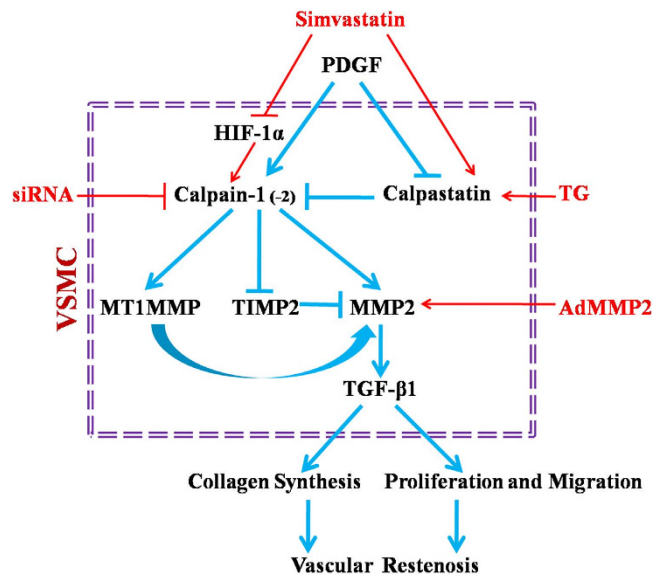 Simvastatin
PDGF
HIF-1α
siRNA
Calpain-1 (-2)
Calpastatin
TG
VSMC
MT1MMP
TIMP2
MMP2
AdMMP2
TGF-β1
Collagen Synthesis
Proliferation and Migration
Vascular Restenosis